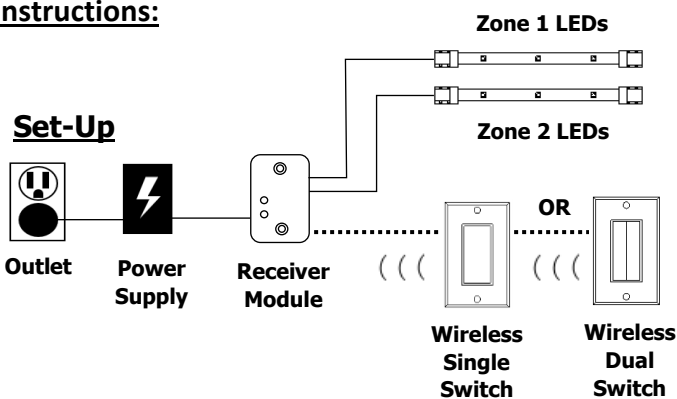 nstructions:
Zone 1 LEDs
Set-Up
Zone 2 LEDs
OR
Outlet
Power
Supply
Receiver
Module
Wireless
Single
Switch
Wireless
Dual
Switch